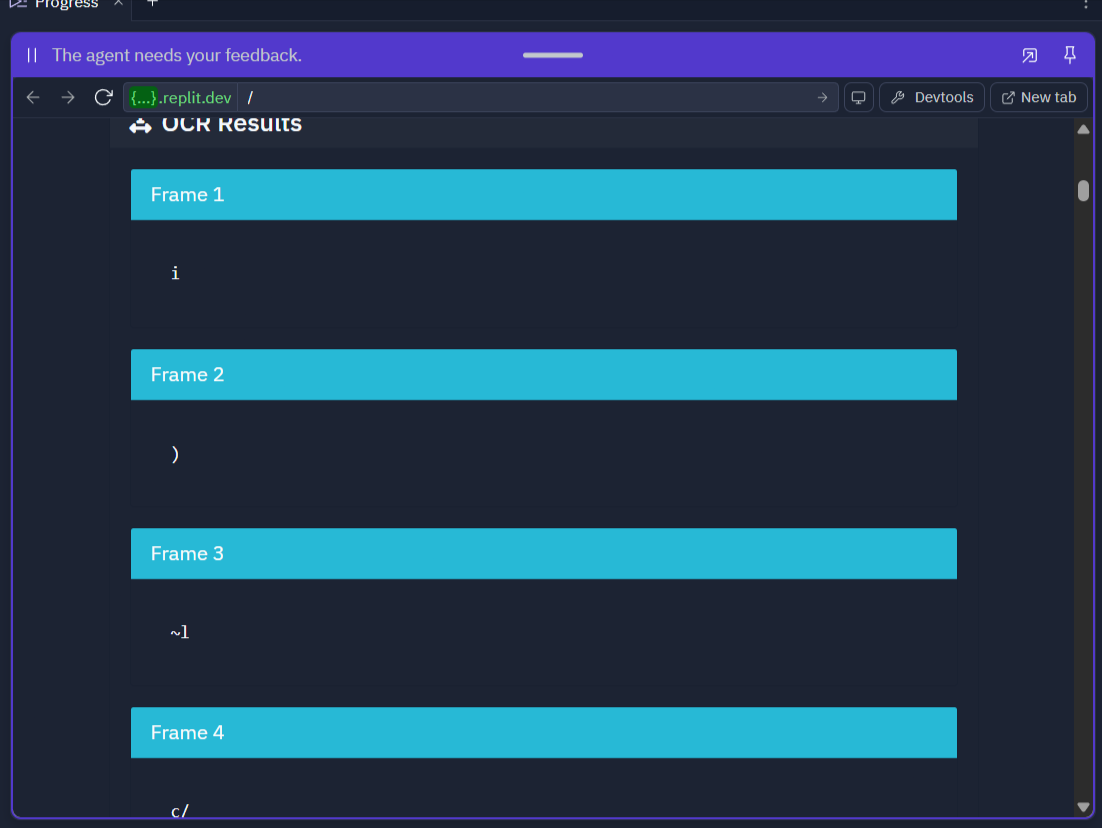 Progress
The agent needs your feedback.
{...}.replit.dev /
Devtools
New tab
OCR Results
Frame 1
i
Frame 2
)
Frame 3
~l
Frame 4
c/